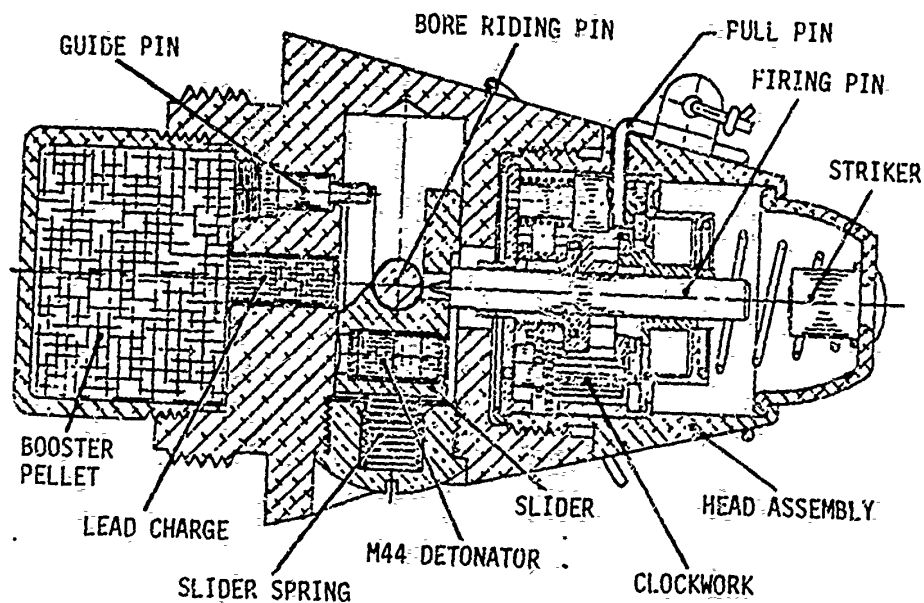 BORE RIDING PIN
PULL PIN
GUIDE PIN
FIRING PIN
STRIKER
BOOSTER
PELLET
LEAD CHARGE
SLIDER
HEAD ASSEMBLY
M44 DETONATOR
SLIDER SPRING
CLOCKWORK